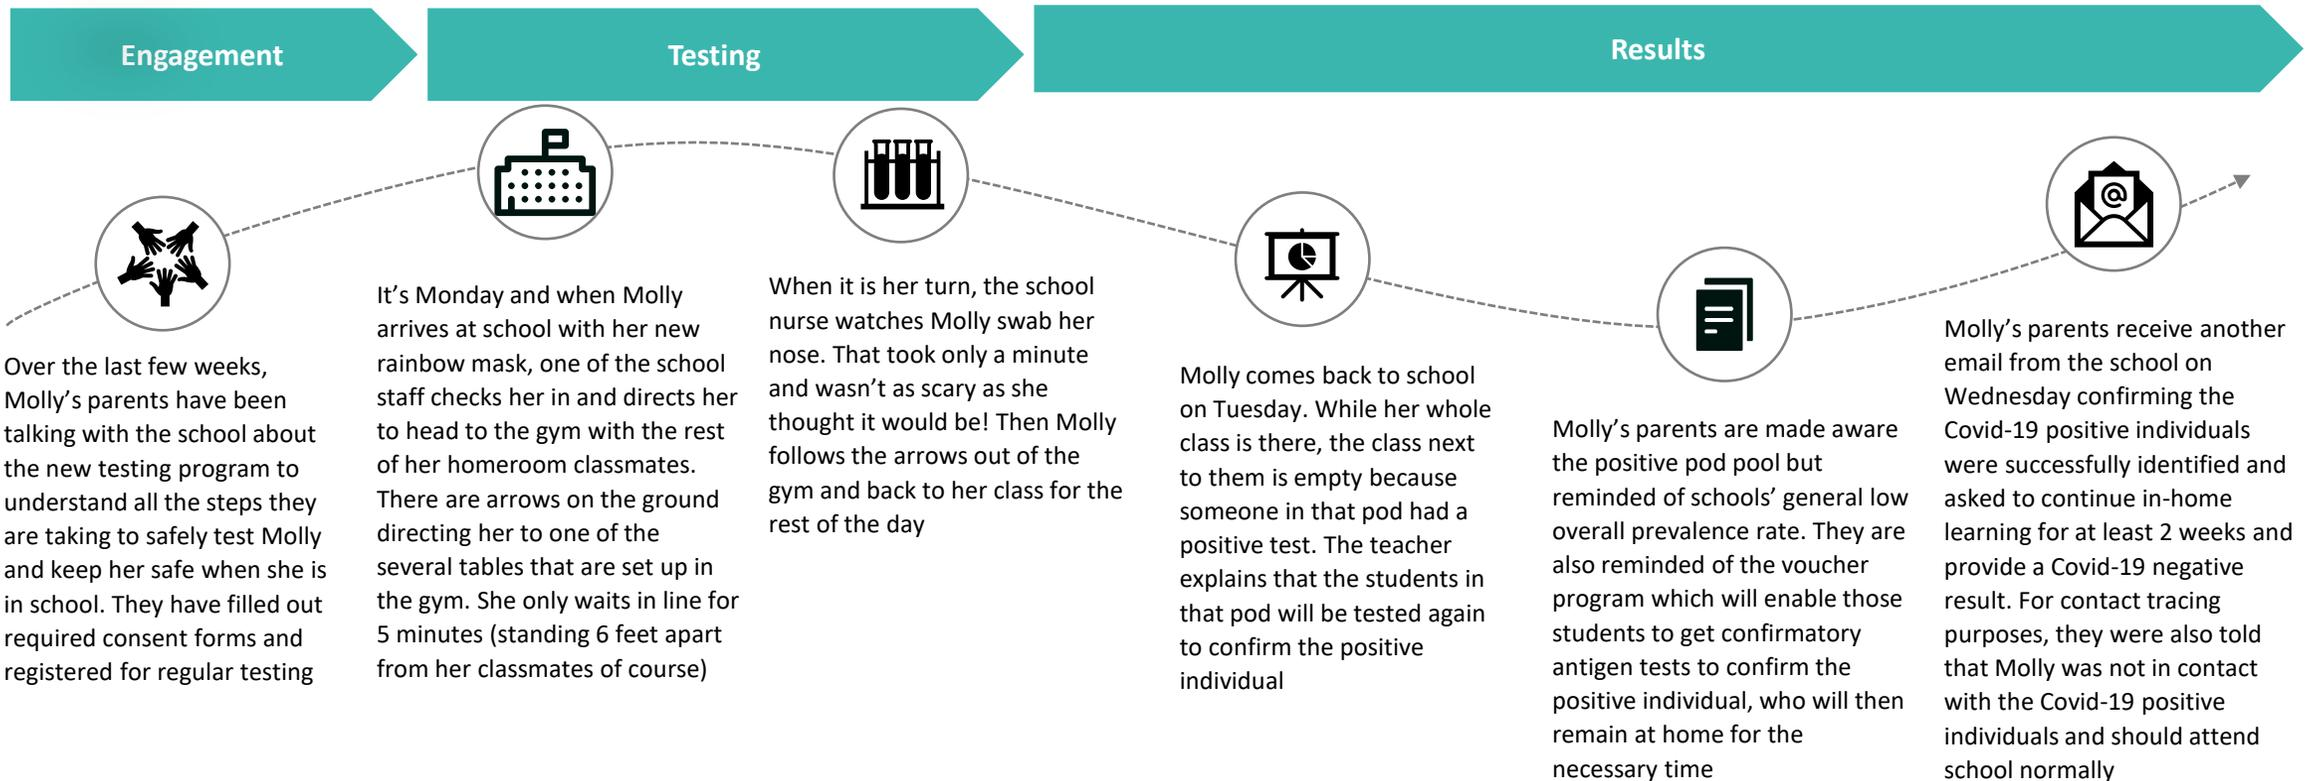 Engagement
Testing
Results
Over the last few weeks,
Molly’s parents have been
talking with the school about
the new testing program to
understand all the steps they
are taking to safely test Molly
and keep her safe when she is
in school. They have filled out
required consent forms and
registered for regular testing
It’s Monday and when Molly
arrives at school with her new
rainbow mask, one of the school
staff checks her in and directs her
to head to the gym with the rest
of her homeroom classmates.
There are arrows on the ground
directing her to one of the
several tables that are set up in
the gym. She only waits in line for
5 minutes (standing 6 feet apart
from her classmates of course)
When it is her turn, the school
nurse watches Molly swab her
nose. That took only a minute
and wasn’t as scary as she
thought it would be! Then Molly
follows the arrows out of the
gym and back to her class for the
rest of the day
Molly comes back to school
on Tuesday. While her whole
class is there, the class next
to them is empty because
someone in that pod had a
positive test. The teacher
explains that the students in
that pod will be tested again
to confirm the positive
individual
Molly’s parents are made aware
the positive pod pool but
reminded of schools’ general low
overall prevalence rate. They are
also reminded of the voucher
program which will enable those
students to get confirmatory
antigen tests to confirm the
positive individual, who will then
remain at home for the
necessary time
@
Molly’s parents receive another
email from the school on
Wednesday confirming the
Covid-19 positive individuals
were successfully identified and
asked to continue in-home
learning for at least 2 weeks and
provide a Covid-19 negative
result. For contact tracing
purposes, they were also told
that Molly was not in contact
with the Covid-19 positive
individuals and should attend
school normally